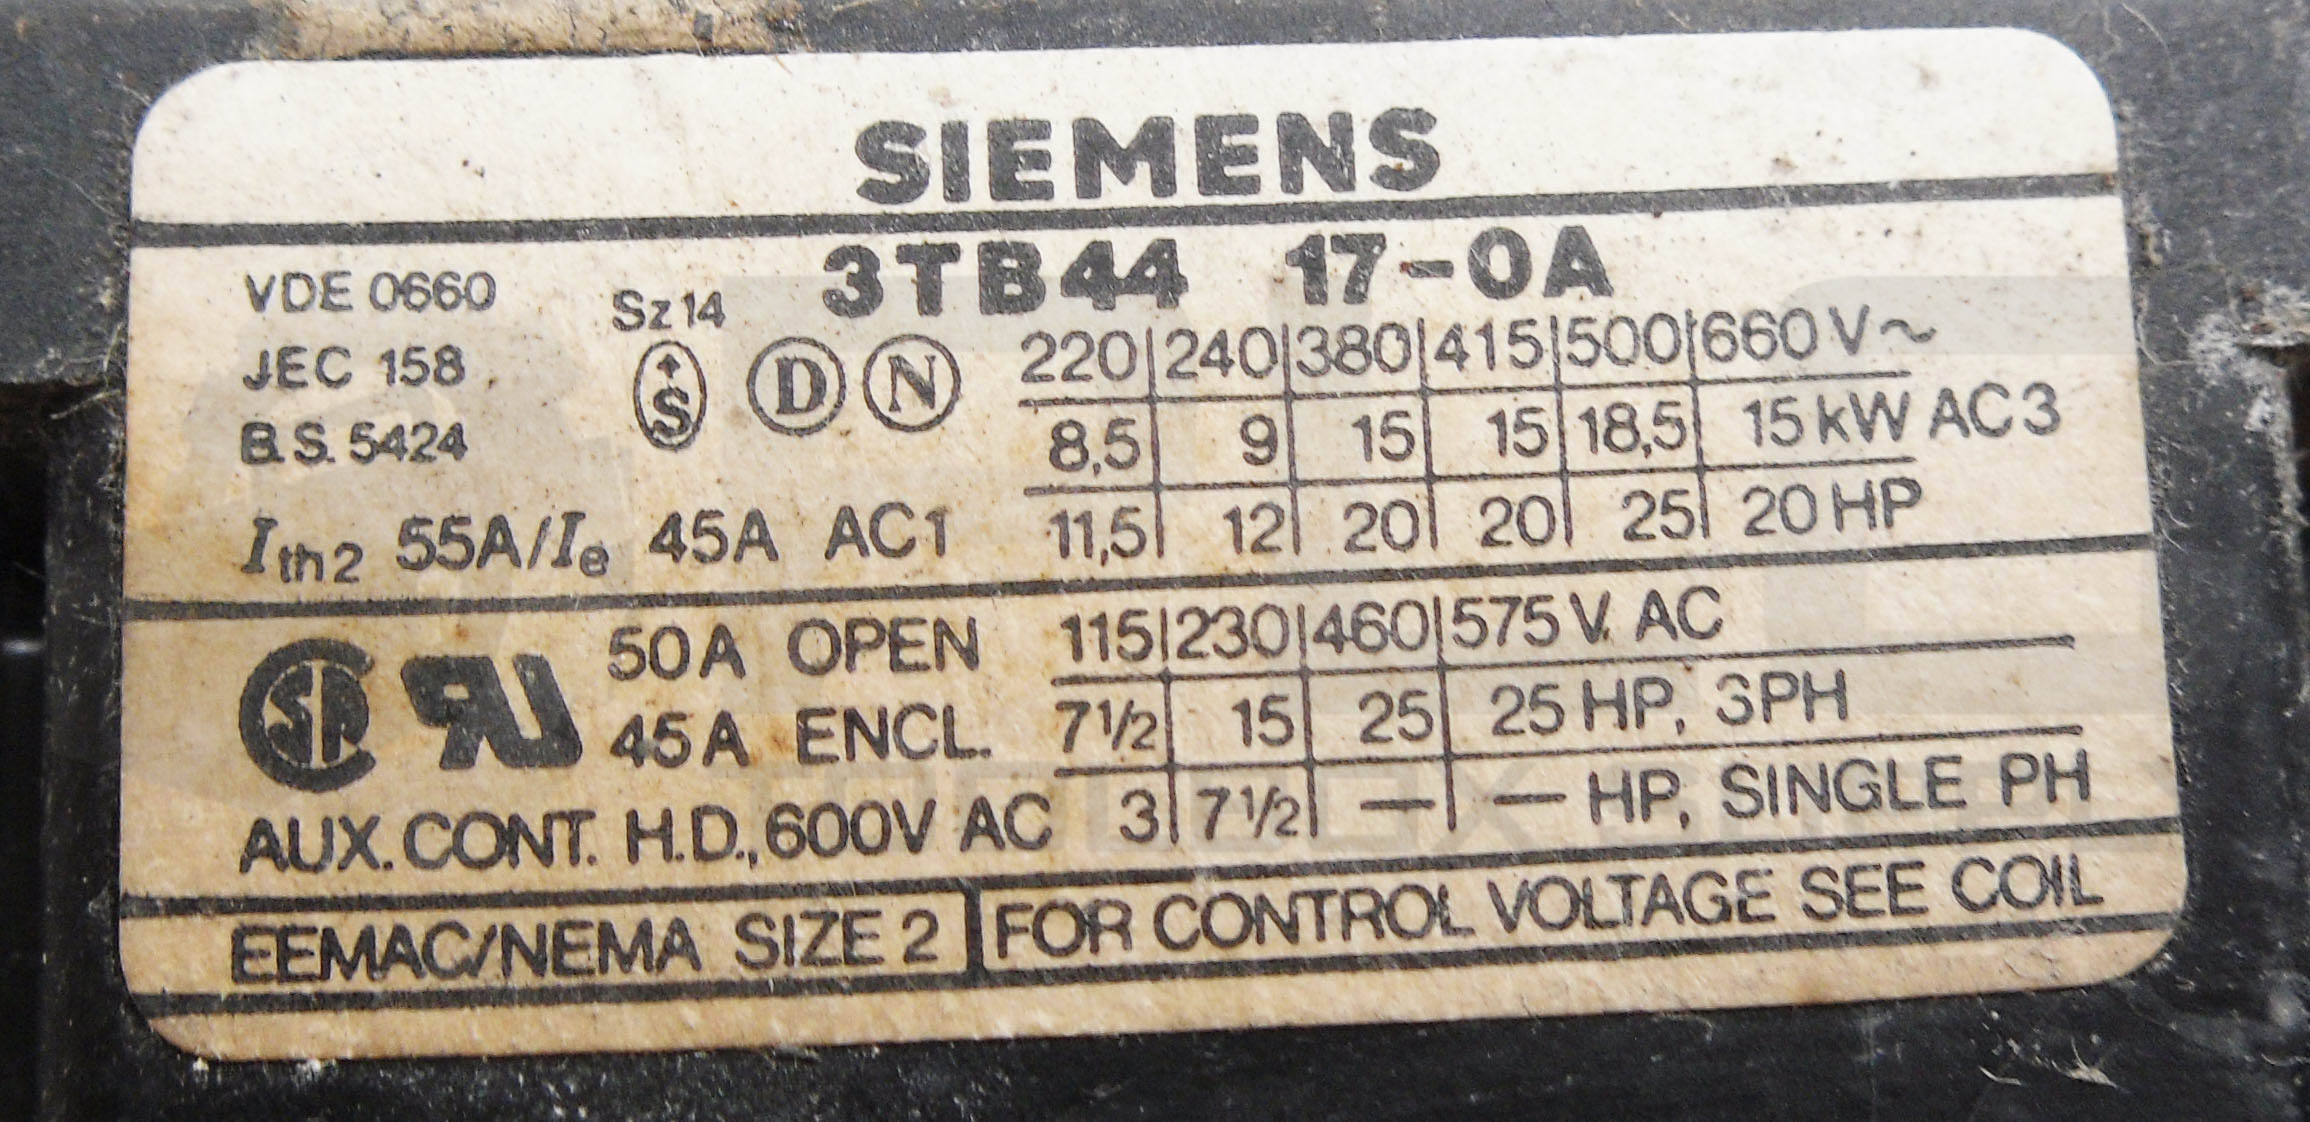 SIEMENS
3TB44 17-0A
VDE 0660
JEC 158
B.S. 5424
Sz14
+S D N
220 240 380 415 500 660 V~
8,5 9 15 15 18,5 15 kW AC3
11,5 12 20 20 25 20 HP
Ith2 55A/Ie 45A AC1
CSA UR 50A OPEN
45A ENCL.
115 230 460 575 V. AC
7½ 15 25 25 HP, 3PH
3 7½ — — HP, SINGLE PH
AUX. CONT. H.D., 600V AC
EEMAC/NEMA SIZE 2 FOR CONTROL VOLTAGE SEE COIL